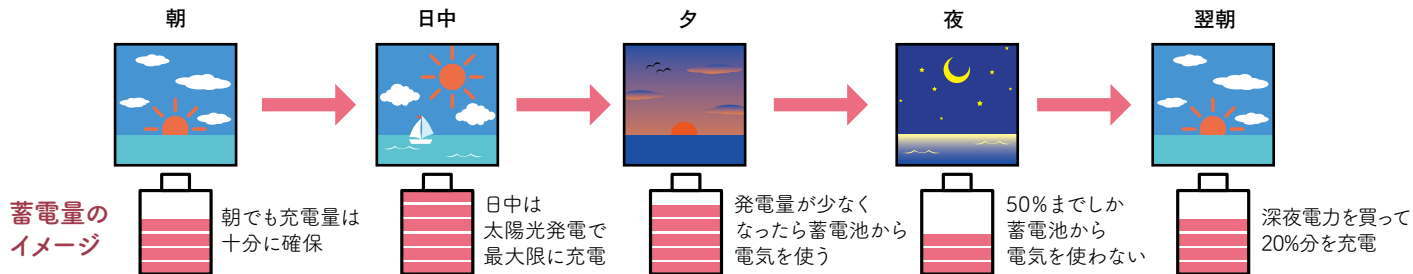 朝
日中
夕
夜
翌朝
蓄電量の
イメージ
朝でも充電量は
十分に確保
日中は
太陽光発電で
最大限に充電
発電量が少なく
なったら蓄電池から
電気を使う
50%までしか
蓄電池から
電気を使わない
深夜電力を買って
20%分を充電